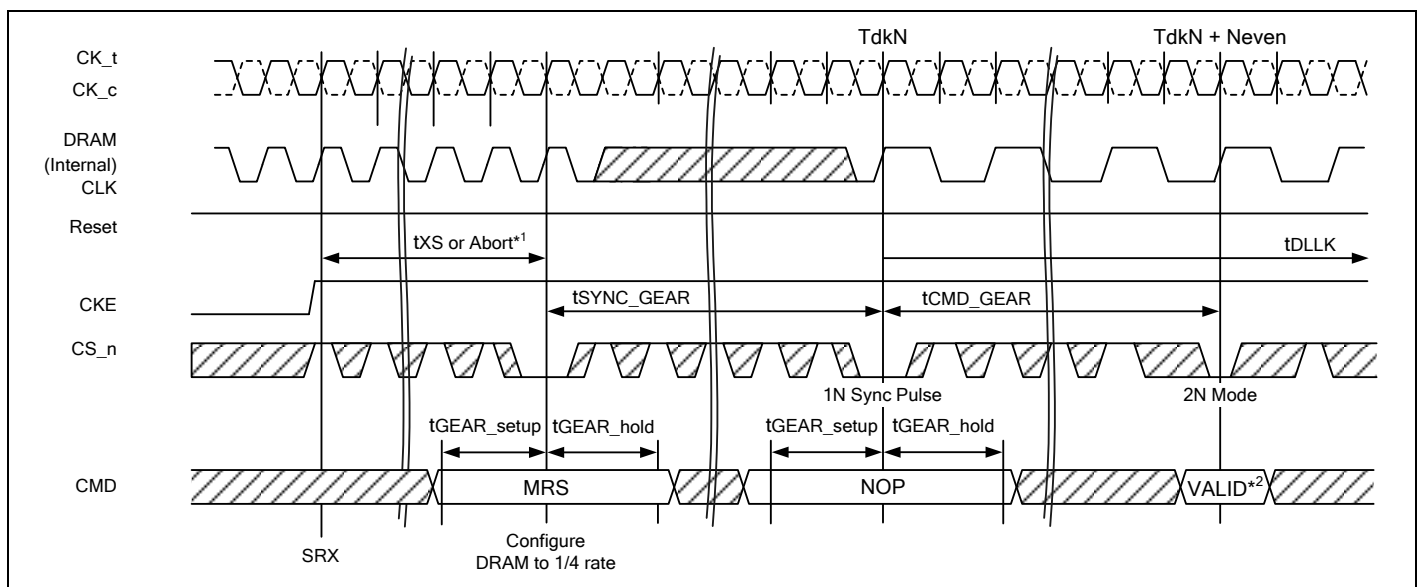 TdkN
TdkN + Neven
CK_t
CK_c
DRAM
(Internal)
CLK
Reset
tXS or Abort*1
tDLLK
CKE
tSYNC_GEAR
tCMD_GEAR
CS_n
1N Sync Pulse
2N Mode
tGEAR_setup
tGEAR_hold
tGEAR_setup
tGEAR_hold
CMD
MRS
NOP
VALID*2
SRX
Configure
DRAM to 1/4 rate